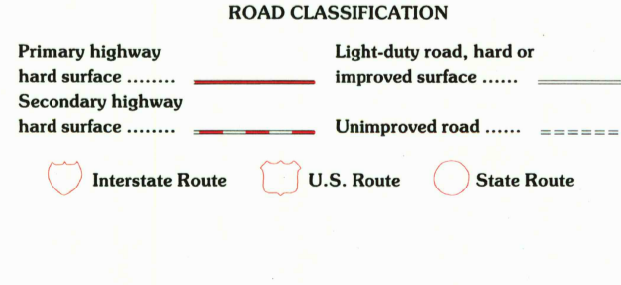 ROAD CLASSIFICATION
Primary highway
hard surface ........
Secondary highway
hard surface ........
Light-duty road, hard or
improved surface ......
Unimproved road ......
Interstate Route
U.S. Route
State Route